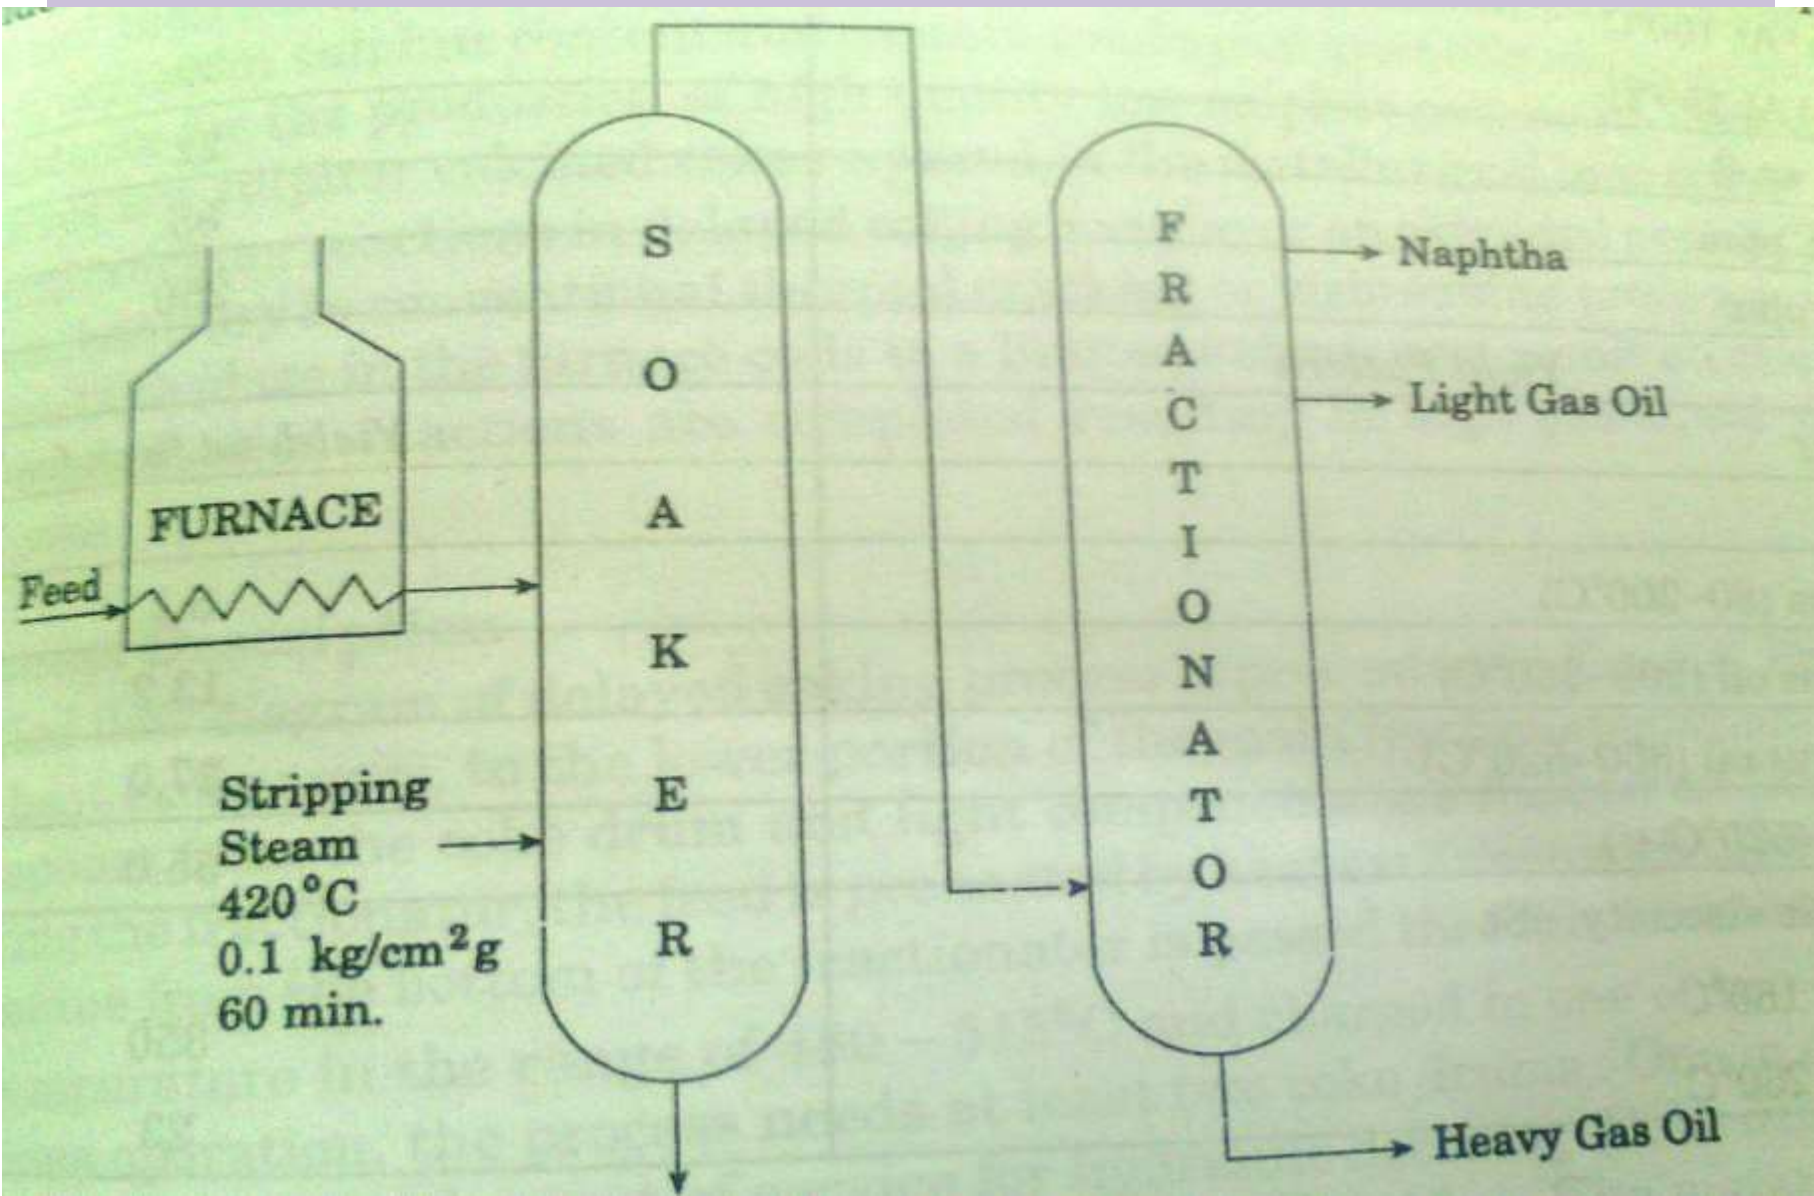 FURNACE
Feed
Stripping
Steam
420°C
0.1 kg/cm²g
60 min.
S
O
A
K
E
R
F
R
A
C
T
I
O
N
A
T
O
R
Naphtha
Light Gas Oil
Heavy Gas Oil